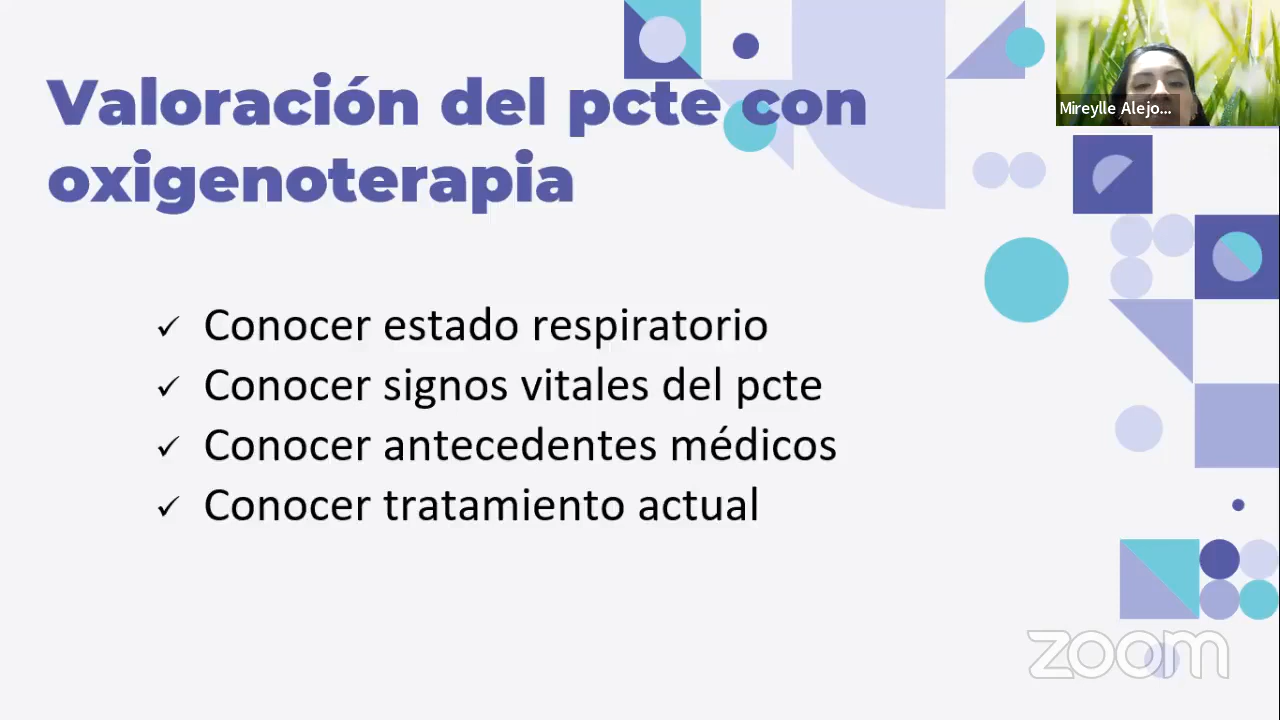 Valoración del pcte con
oxigenoterapia
Mireylle Alejo...
✓ Conocer estado respiratorio
✓ Conocer signos vitales del pcte
✓ Conocer antecedentes médicos
✓ Conocer tratamiento actual
zoom